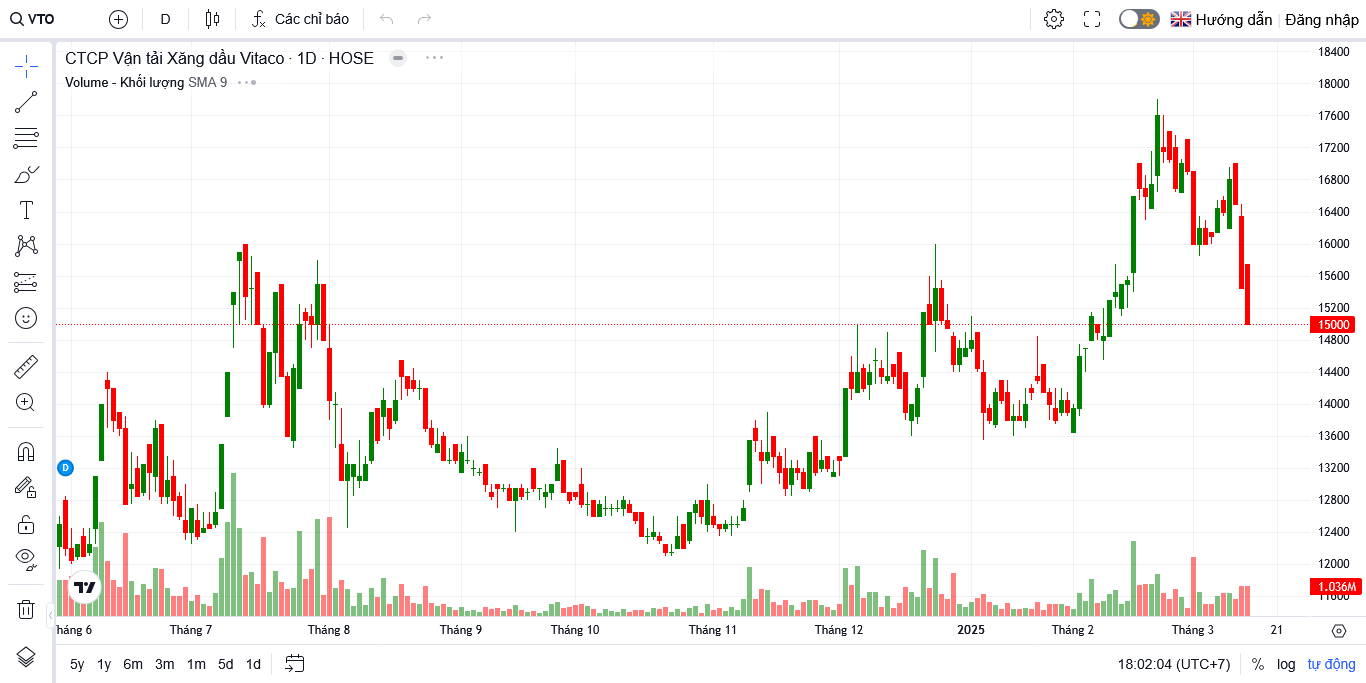 VTO D Các chỉ báo Hướng dẫn Đăng nhập
CTCP Vận tải Xăng dầu Vitaco · 1D · HOSE
Volume - Khối lượng SMA 9
18400
18000
17600
17200
16800
16400
16000
15600
15200
15000
14800
14400
14000
13600
13200
D
12800
12400
12000
1.036M
11600
háng 6 Tháng 7 Tháng 8 Tháng 9 Tháng 10 Tháng 11 Tháng 12 2025 Tháng 2 Tháng 3 21
5y 1y 6m 3m 1m 5d 1d 18:02:04 (UTC+7) % log tự động